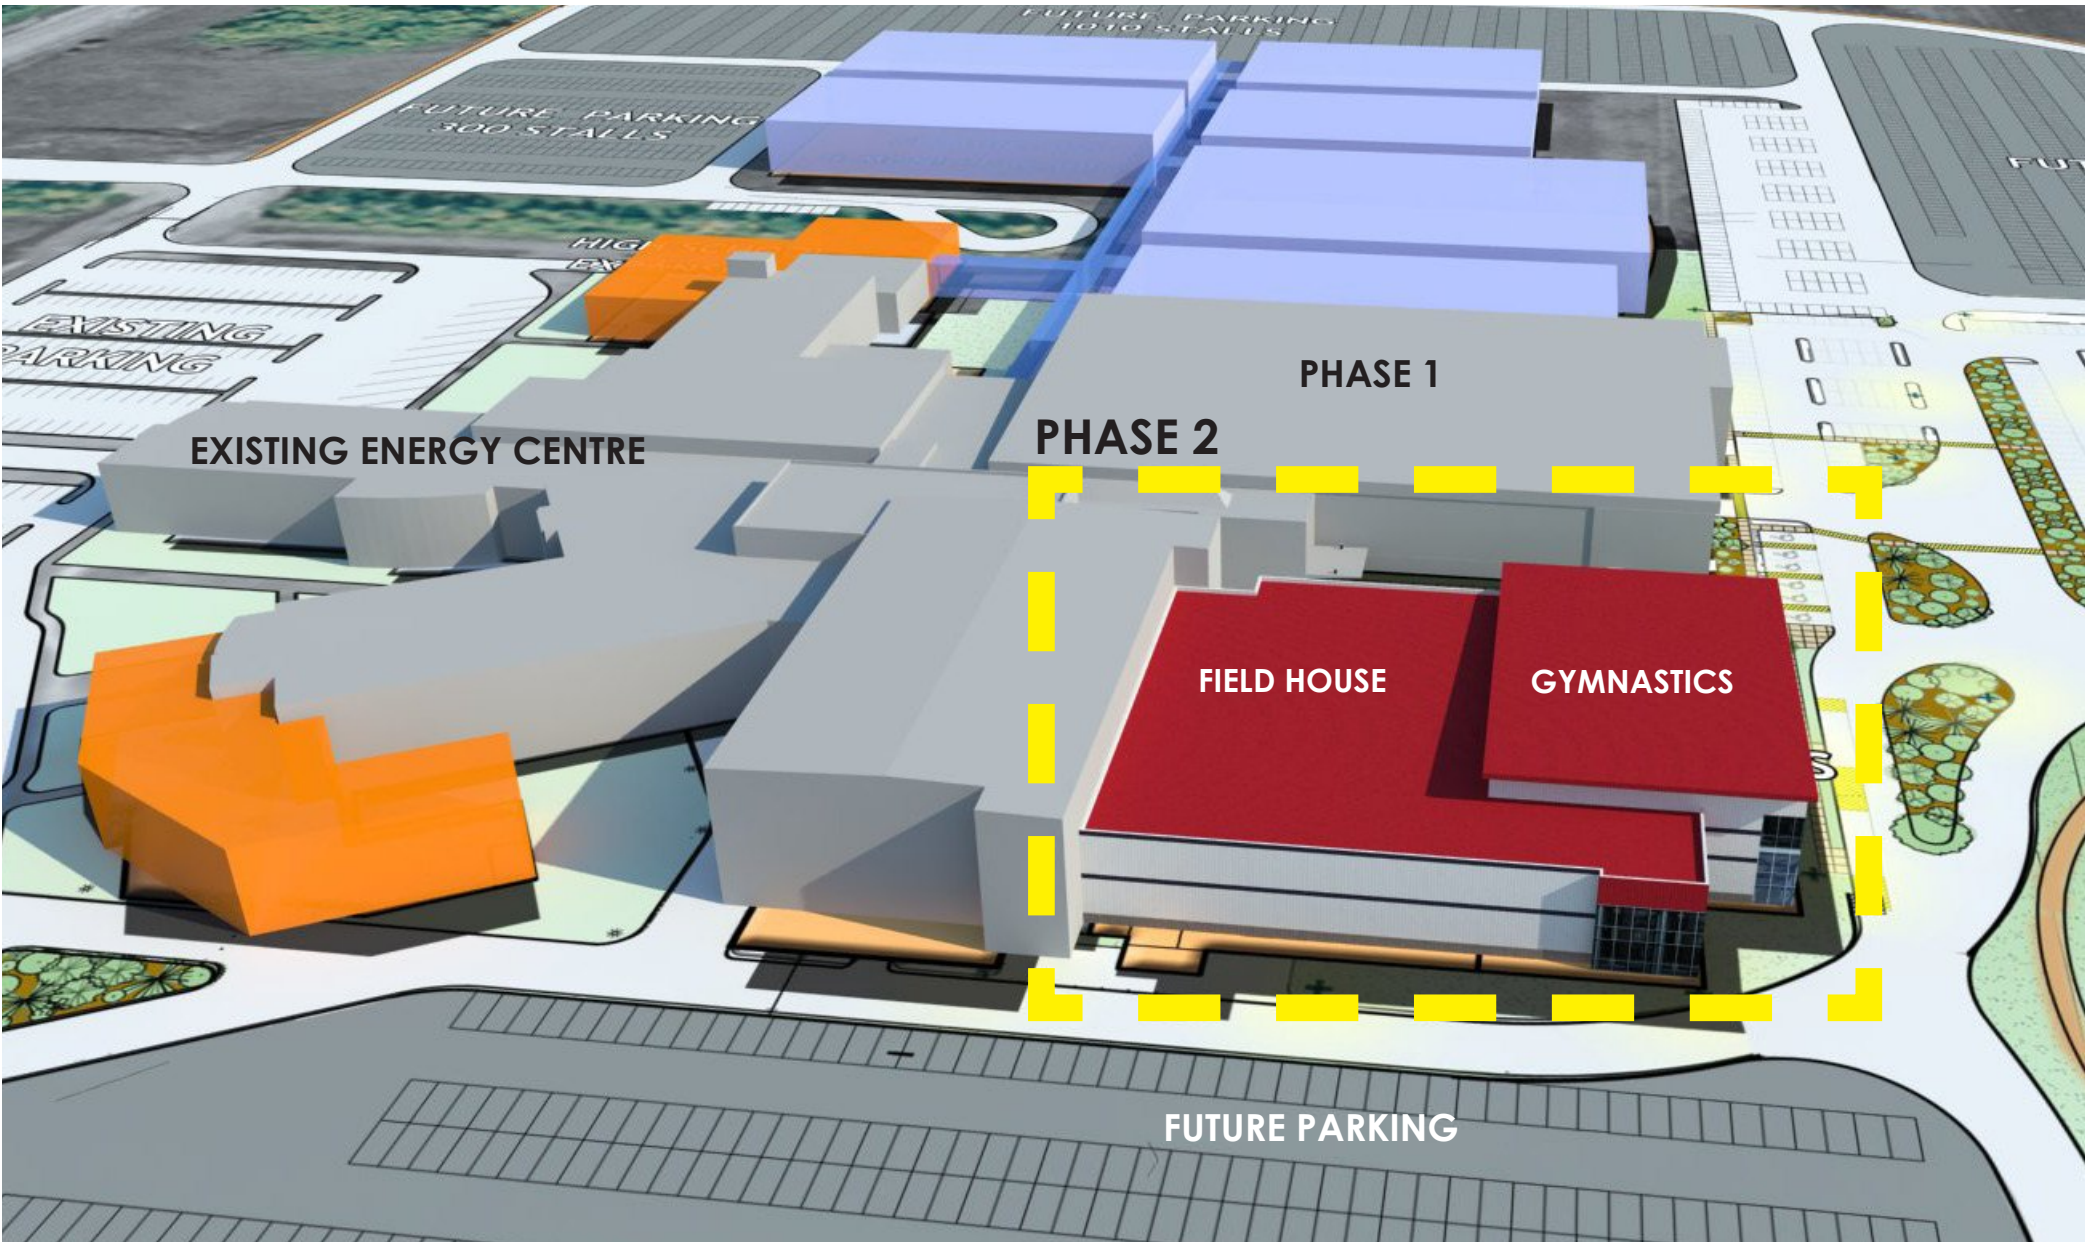 FUTURE PARKING
1010 STALLS
FUTURE PARKING
300 STALLS
EXISTING
PARKING
PHASE 1
PHASE 2
EXISTING ENERGY CENTRE
FIELD HOUSE
GYMNASTICS
FUTURE PARKING